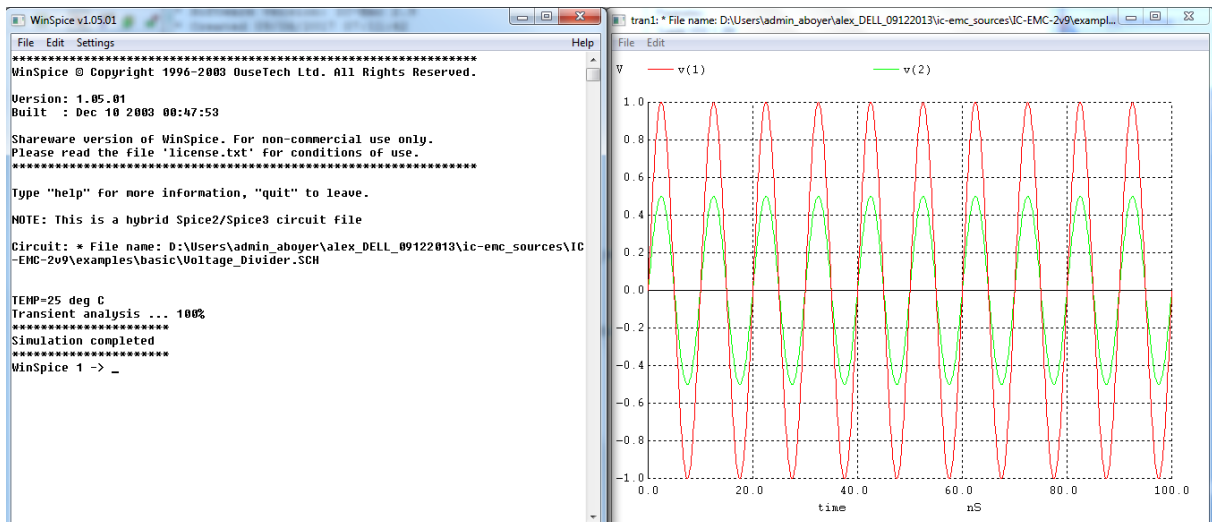 WinSpice v1.05.01
File Edit Settings Help
******************************************************************
WinSpice © Copyright 1996-2003 OuseTech Ltd. All Rights Reserved.
Version: 1.05.01
Built : Dec 10 2003 00:47:53
Shareware version of WinSpice. For non-commercial use only.
Please read the file 'license.txt' for conditions of use.
******************************************************************
Type "help" for more information, "quit" to leave.
NOTE: This is a hybrid Spice2/Spice3 circuit file
Circuit: * File name: D:\Users\admin_aboyer\alex_DELL_09122013\ic-emc_sources\IC
-EMC-2v9\examples\basic\Voltage_Divider.SCH
TEMP=25 deg C
Transient analysis ... 100%
**********************
Simulation completed
**********************
WinSpice 1 -> _
tran1: * File name: D:\Users\admin_aboyer\alex_DELL_09122013\ic-emc_sources\IC-EMC-2v9\exampl...
File Edit
V v(1) v(2)
1.0
0.8
0.6
0.4
0.2
0.0
-0.2
-0.4
-0.6
-0.8
-1.0
0.0 20.0 40.0 60.0 80.0 100.0
time nS